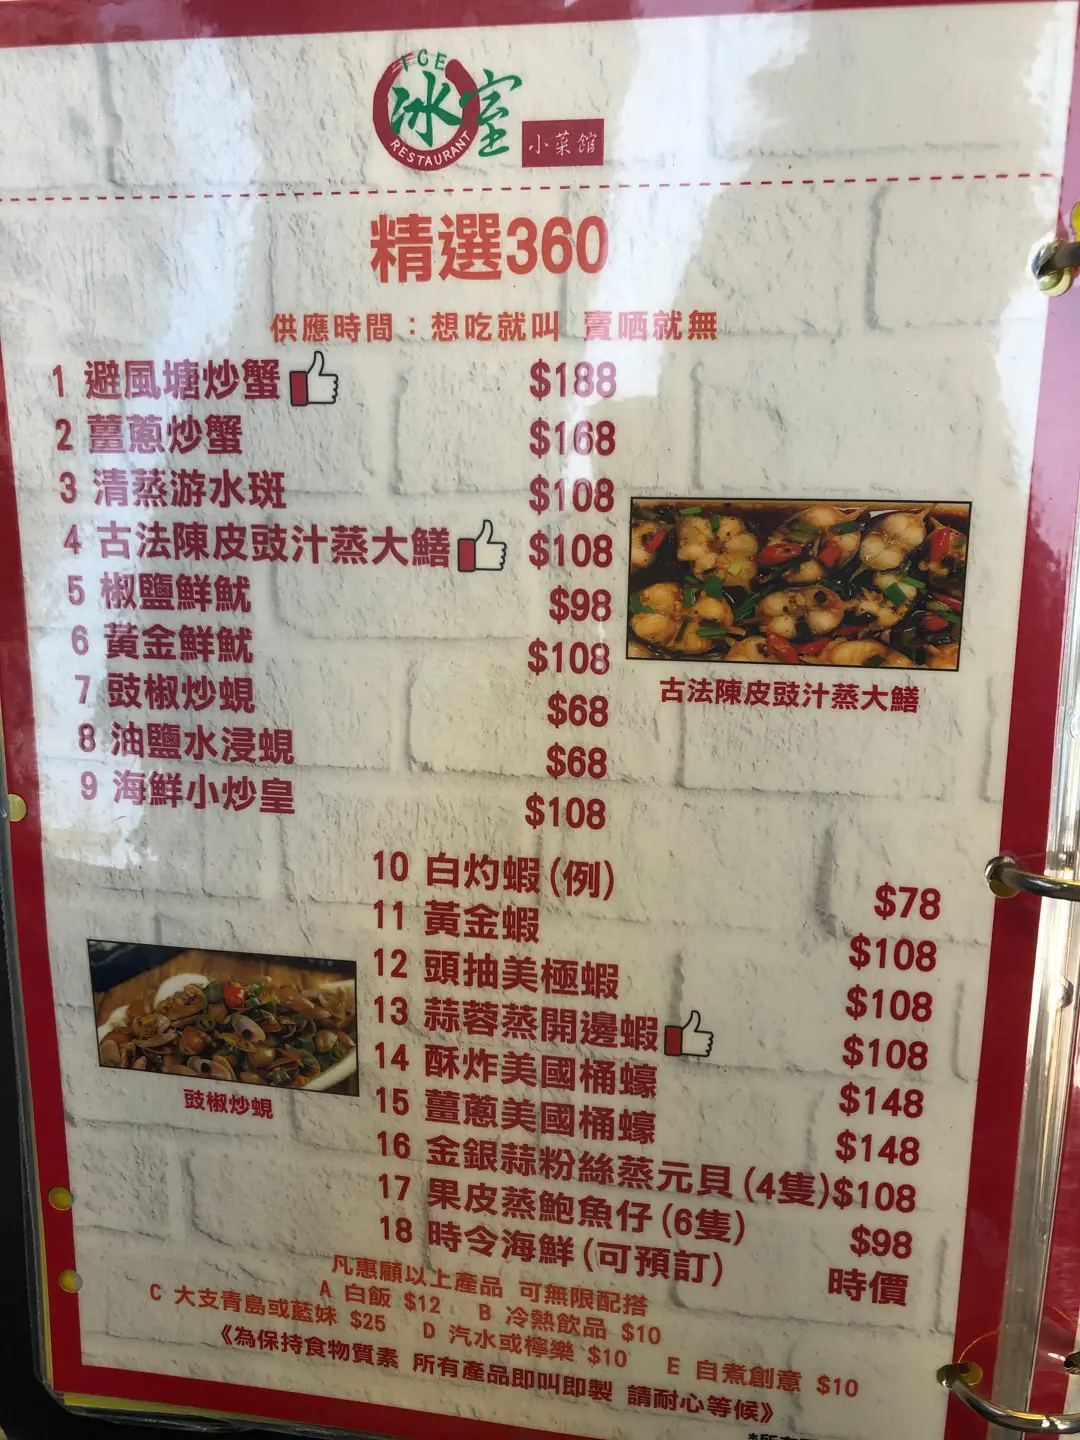 ICE
冰室
RESTAURANT
小菜館
精選360
供應時間：想吃就叫 賣晒就無
1 避風塘炒蟹 $188
2 薑蔥炒蟹 $168
3 清蒸游水斑 $108
4 古法陳皮豉汁蒸大鱔 $108
5 椒鹽鮮魷 $98
6 黃金鮮魷 $108
7 豉椒炒蜆 $68
8 油鹽水浸蜆 $68
9 海鮮小炒皇 $108
古法陳皮豉汁蒸大鱔
10 白灼蝦(例) $78
11 黃金蝦 $108
12 頭抽美極蝦 $108
13 蒜蓉蒸開邊蝦 $108
14 酥炸美國桶蠔 $148
15 薑蔥美國桶蠔 $148
16 金銀蒜粉絲蒸元貝(4隻) $108
17 果皮蒸鮑魚仔(6隻) $98
18 時令海鮮(可預訂) 時價
豉椒炒蜆
凡惠顧以上產品 可無限配搭
A 白飯 $12 B 冷熱飲品 $10
C 大支青島或藍妹 $25 D 汽水或檸樂 $10 E 自煮創意 $10
《為保持食物質素 所有產品即叫即製 請耐心等候》